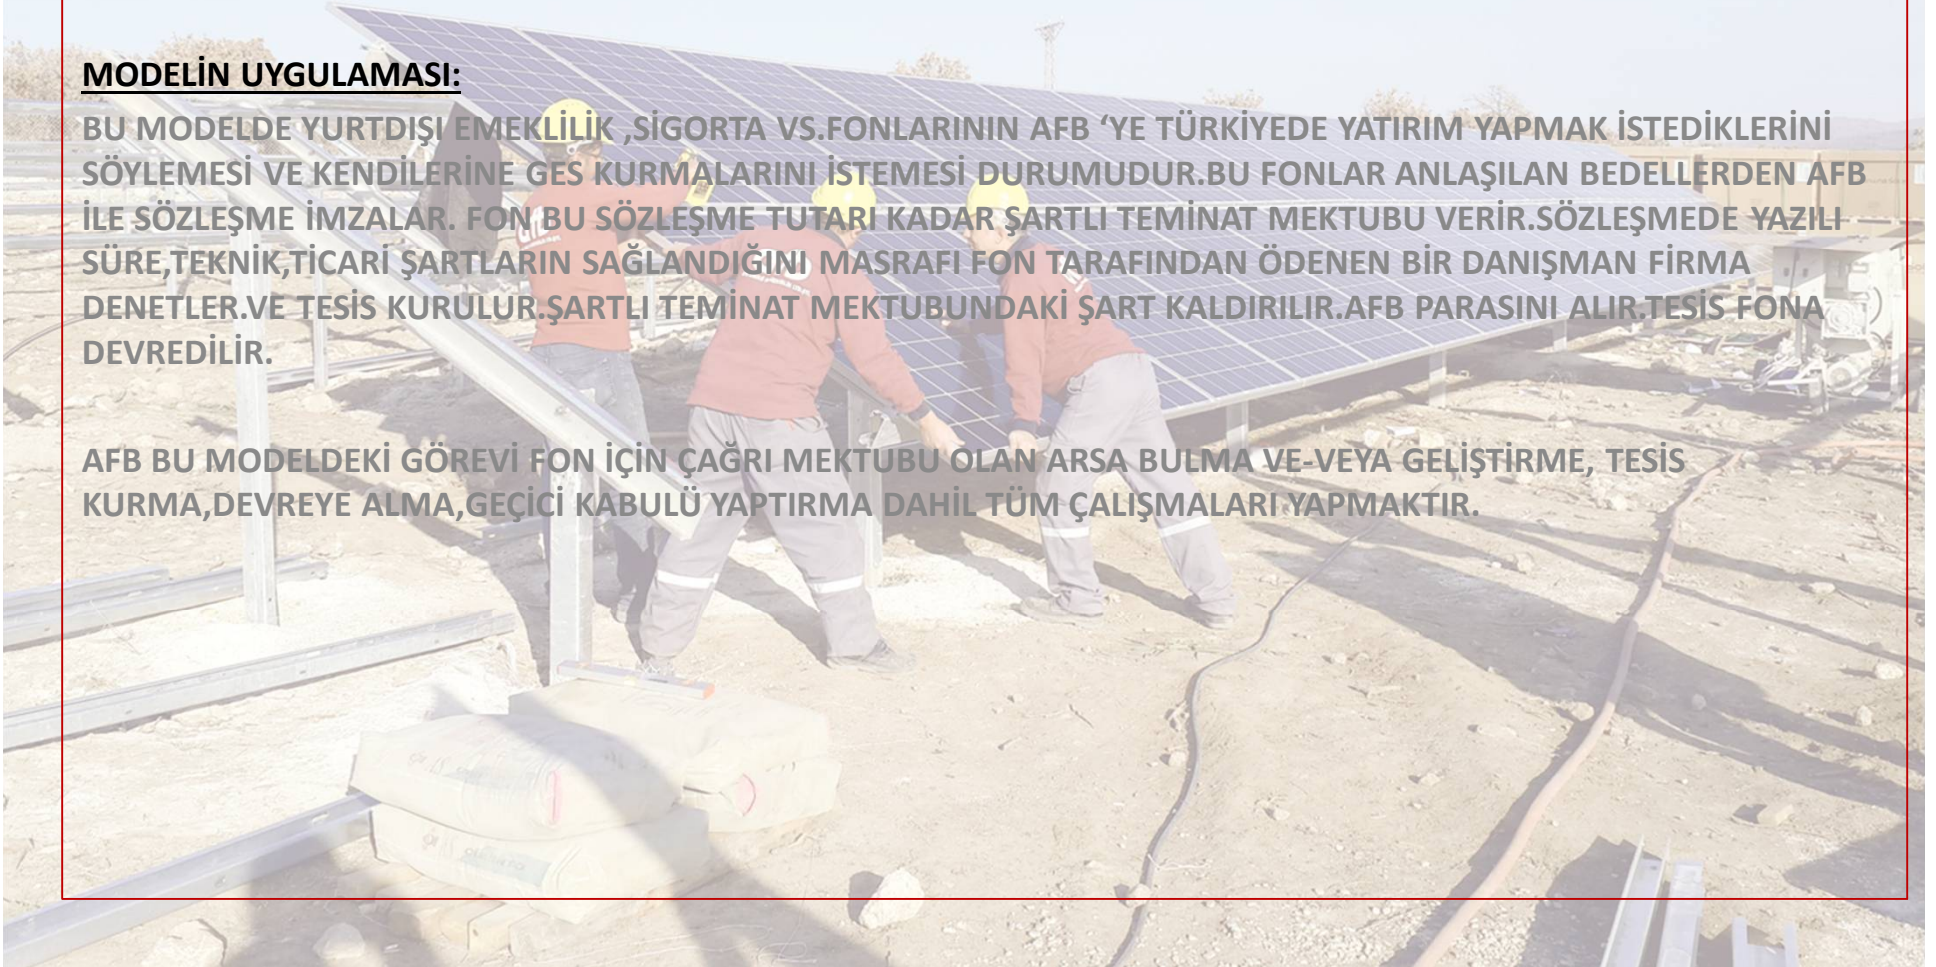 MODELİN UYGULAMASI:
BU MODELDE YURTDIŞI EMEKLİLİK ,SİGORTA VS.FONLARININ AFB ‘YE TÜRKİYEDE YATIRIM YAPMAK İSTEDİKLERİNİ
SÖYLEMESİ VE KENDİLERİNE GES KURMALARINI İSTEMESİ DURUMUDUR.BU FONLAR ANLAŞILAN BEDELLERDEN AFB
İLE SÖZLEŞME İMZALAR. FON BU SÖZLEŞME TUTARI KADAR ŞARTLI TEMİNAT MEKTUBU VERİR.SÖZLEŞMEDE YAZILI
SÜRE,TEKNİK,TİCARİ ŞARTLARIN SAĞLANDIĞINI MASRAFI FON TARAFINDAN ÖDENEN BİR DANIŞMAN FİRMA
DENETLER.VE TESİS KURULUR.ŞARTLI TEMİNAT MEKTUBUNDAKİ ŞART KALDIRILIR.AFB PARASINI ALIR.TESİS FONA
DEVREDİLİR.
AFB BU MODELDEKİ GÖREVİ FON İÇİN ÇAĞRI MEKTUBU OLAN ARSA BULMA VE-VEYA GELİŞTİRME, TESİS
KURMA,DEVREYE ALMA,GEÇİCİ KABULÜ YAPTIRMA DAHİL TÜM ÇALIŞMALARI YAPMAKTIR.